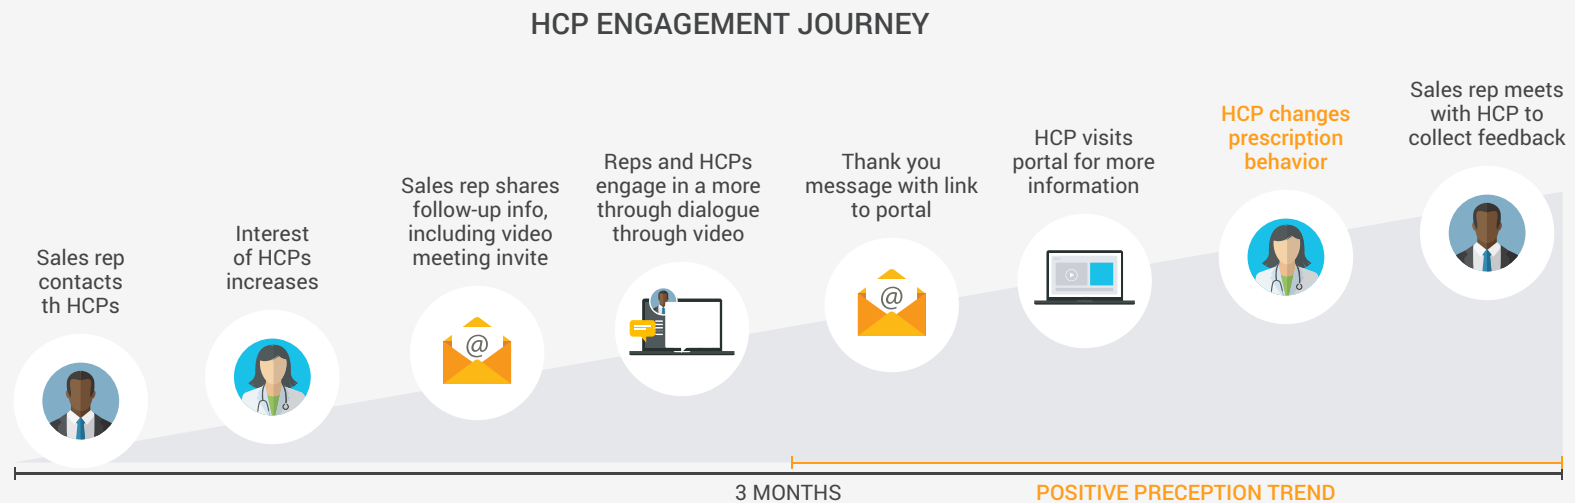 HCP ENGAGEMENT JOURNEY
Sales rep
contacts
th HCPs
Interest
of HCPs
increases
Sales rep shares
follow-up info,
including video
meeting invite
Reps and HCPs
engage in a more
through dialogue
through video
Thank you
message with link
to portal
HCP visits
portal for more
information
HCP changes
prescription
behavior
Sales rep meets
with HCP to
collect feedback
@
@
3 MONTHS
POSITIVE PRECEPTION TREND